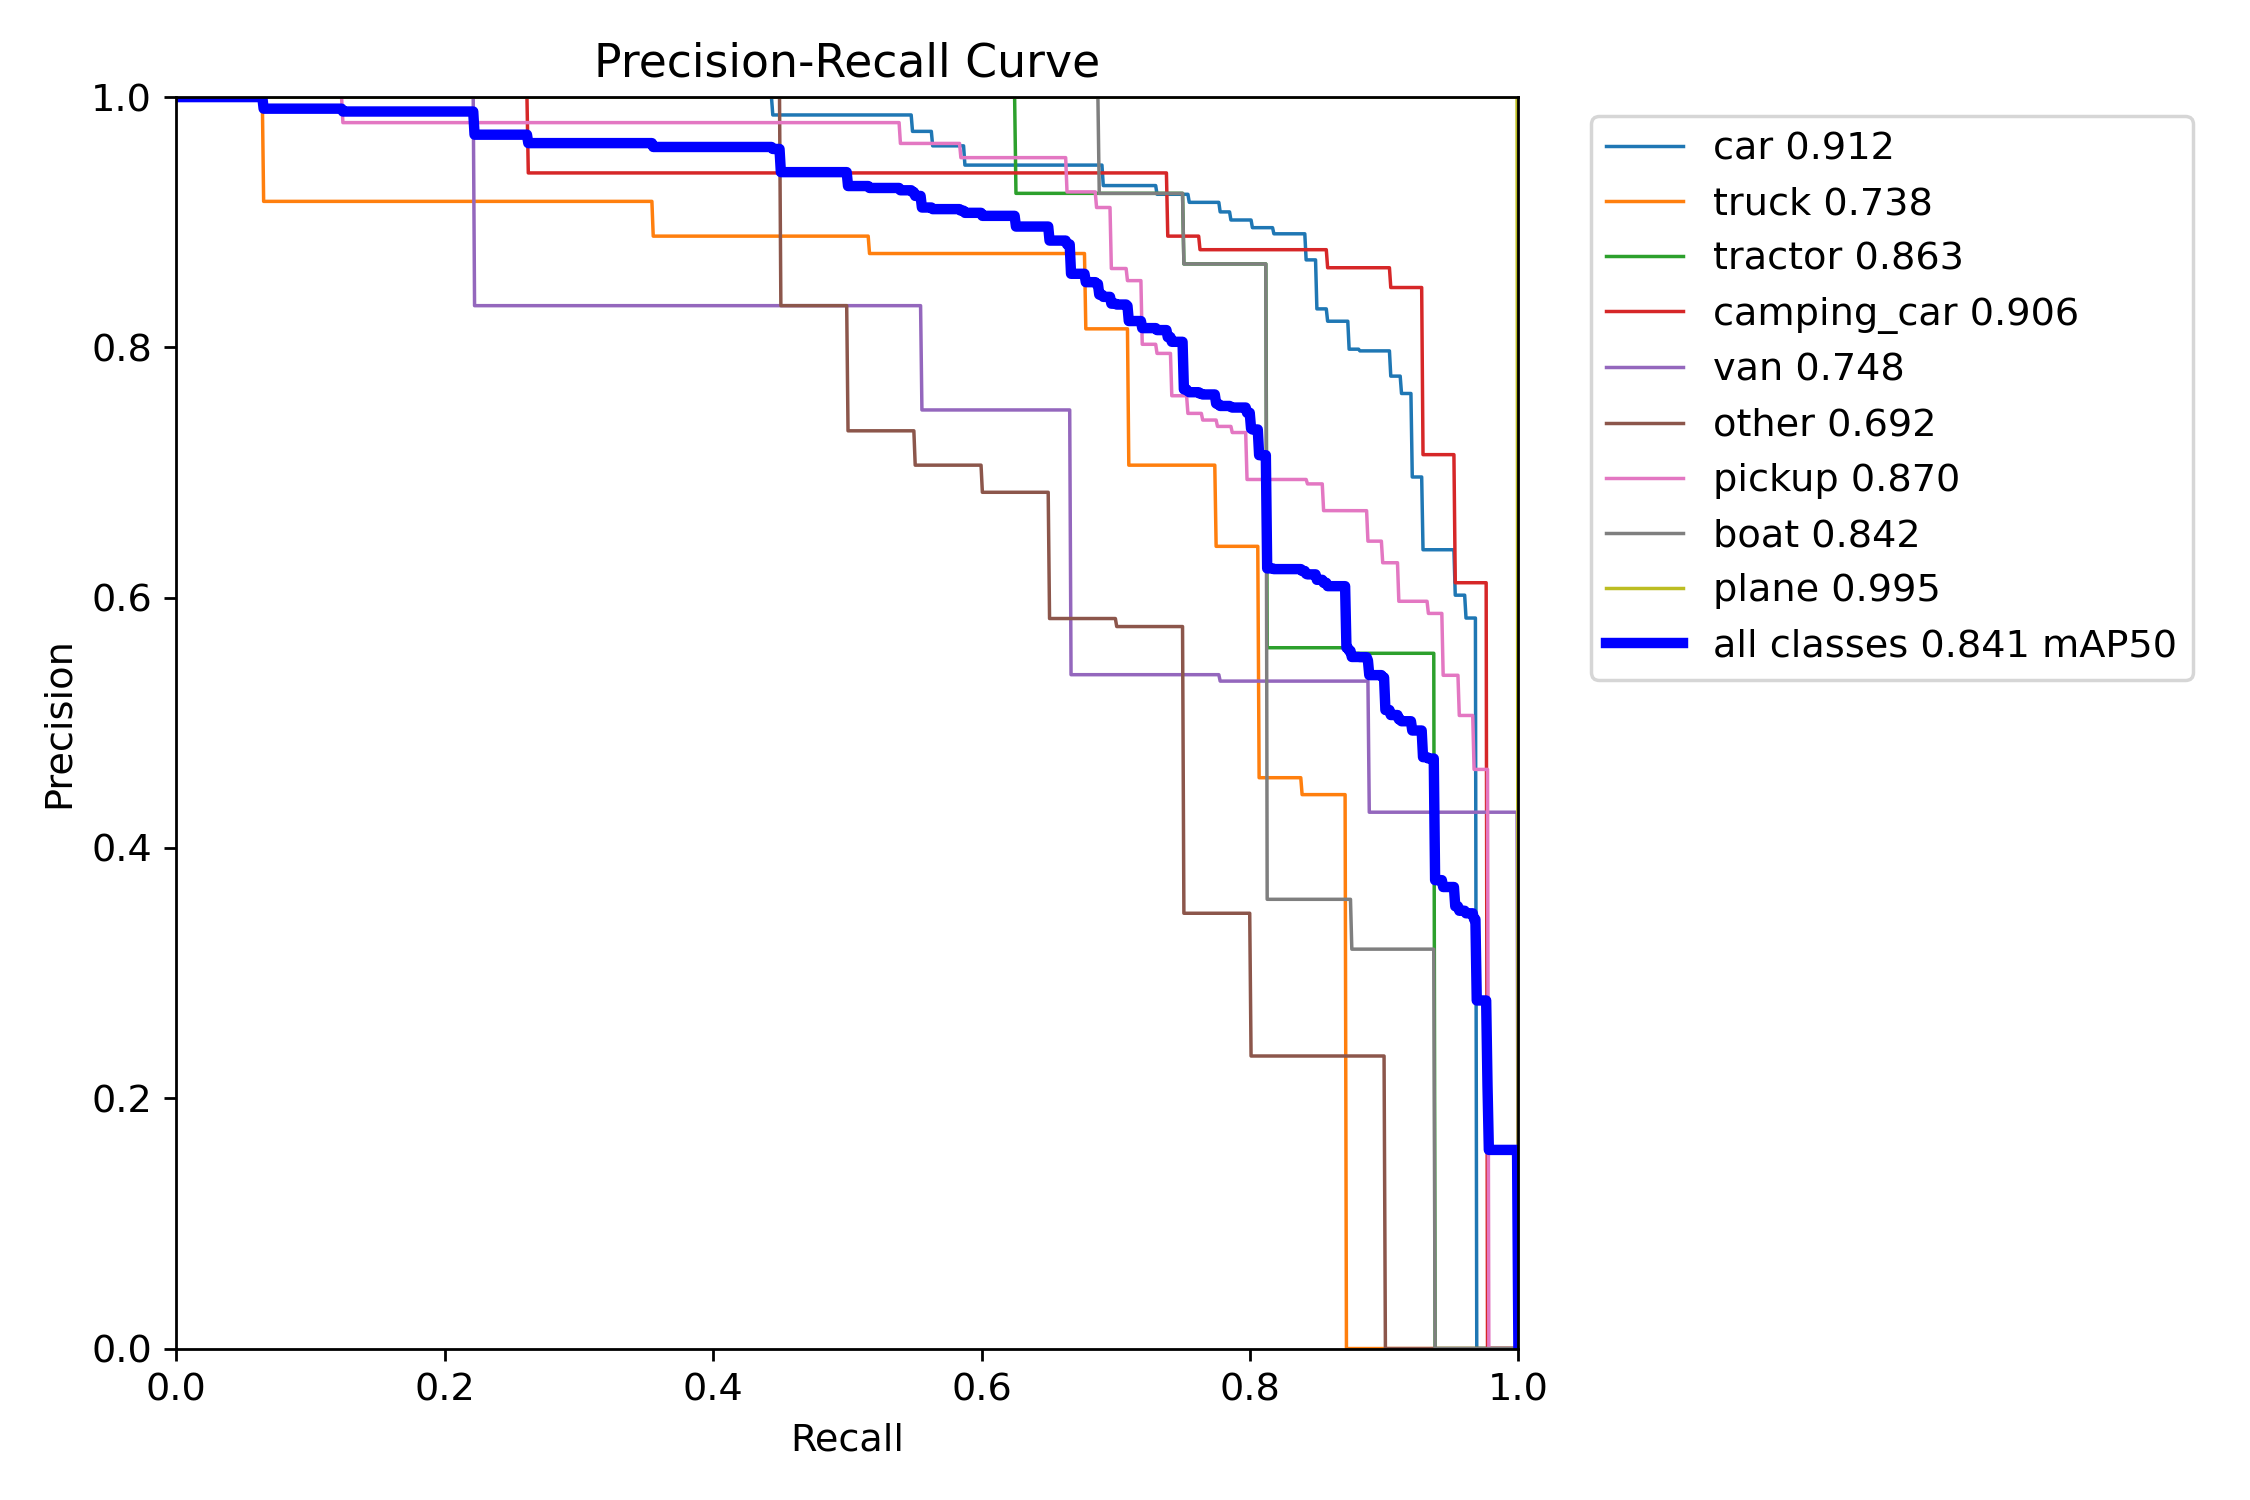 Precision-Recall Curve
1.0
0.8
0.6
0.4
0.2
0.0
Precision
0.0 0.2 0.4 0.6 0.8 1.0
Recall
car 0.912
truck 0.738
tractor 0.863
camping_car 0.906
van 0.748
other 0.692
pickup 0.870
boat 0.842
plane 0.995
all classes 0.841 mAP50